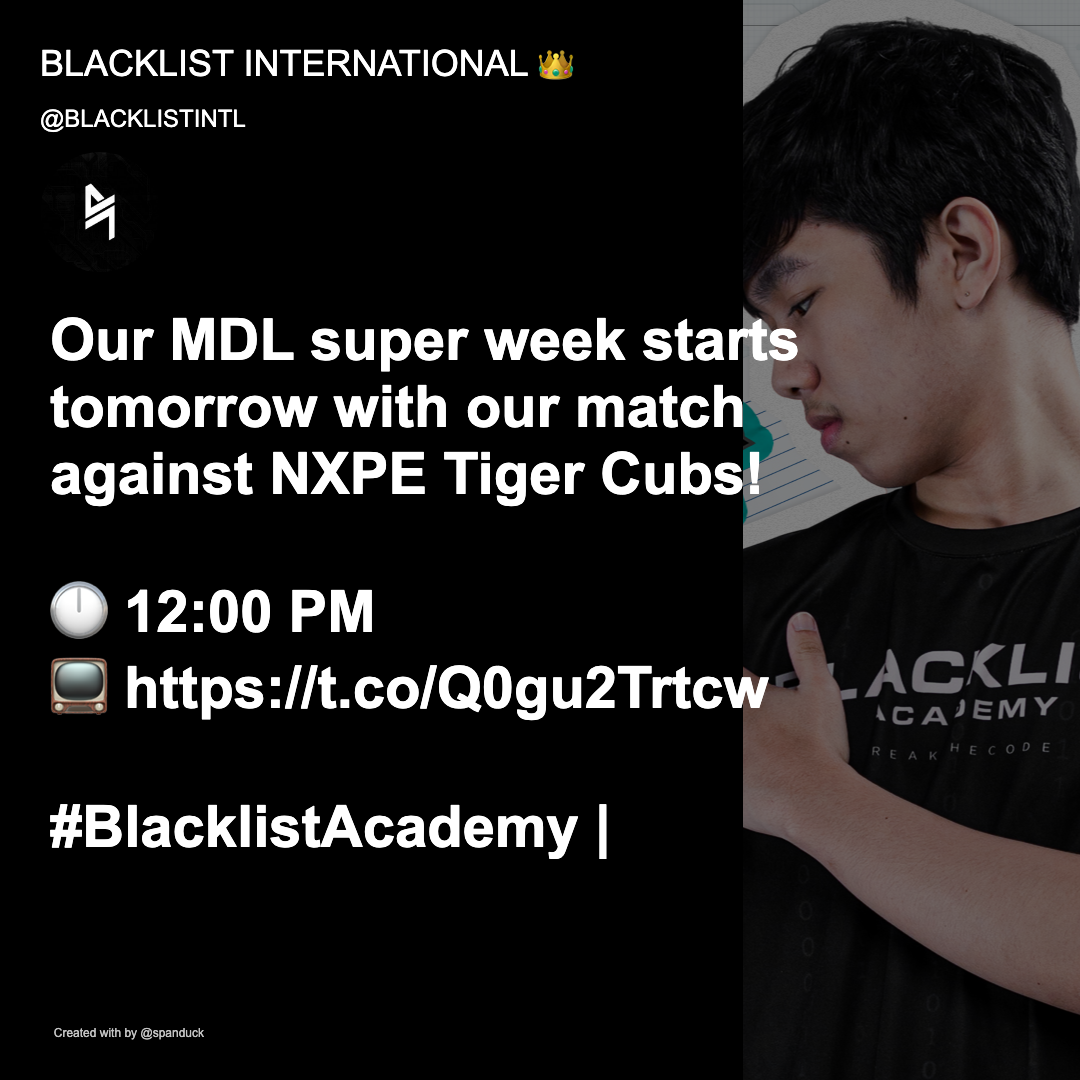 BLACKLIST INTERNATIONAL 👑
@BLACKLISTINTL
Our MDL super week starts
tomorrow with our match
against NXPE Tiger Cubs!
🕛 12:00 PM
📺 https://t.co/Q0gu2Trtcw
#BlacklistAcademy |
BLACKLI
ACADEMY
REAK HECODE
Created with by @spanduck